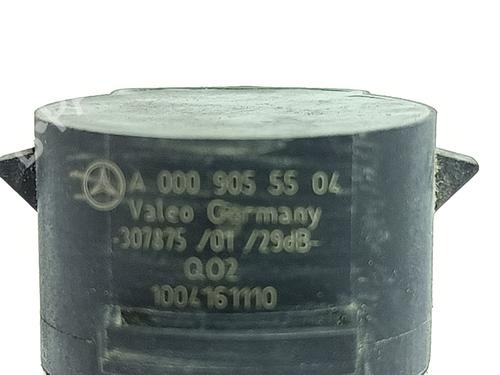 A 000 905 55 04
Valeo Germany
-307875 /01 /29dB-
Q02
1004161110